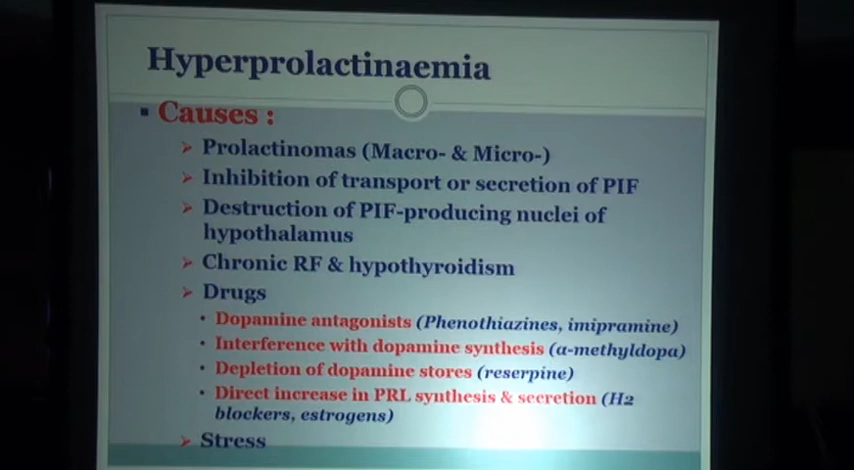 Hyperprolactinaemia
Causes :
Prolactinomas (Macro- & Micro-)
Inhibition of transport or secretion of PIF
Destruction of PIF-producing nuclei of
hypothalamus
Chronic RF & hypothyroidism
Drugs
Dopamine antagonists (Phenothiazines, imipramine)
Interference with dopamine synthesis (α-methyldopa)
Depletion of dopamine stores (reserpine)
Direct increase in PRL synthesis & secretion (H2
blockers, estrogens)
Stress